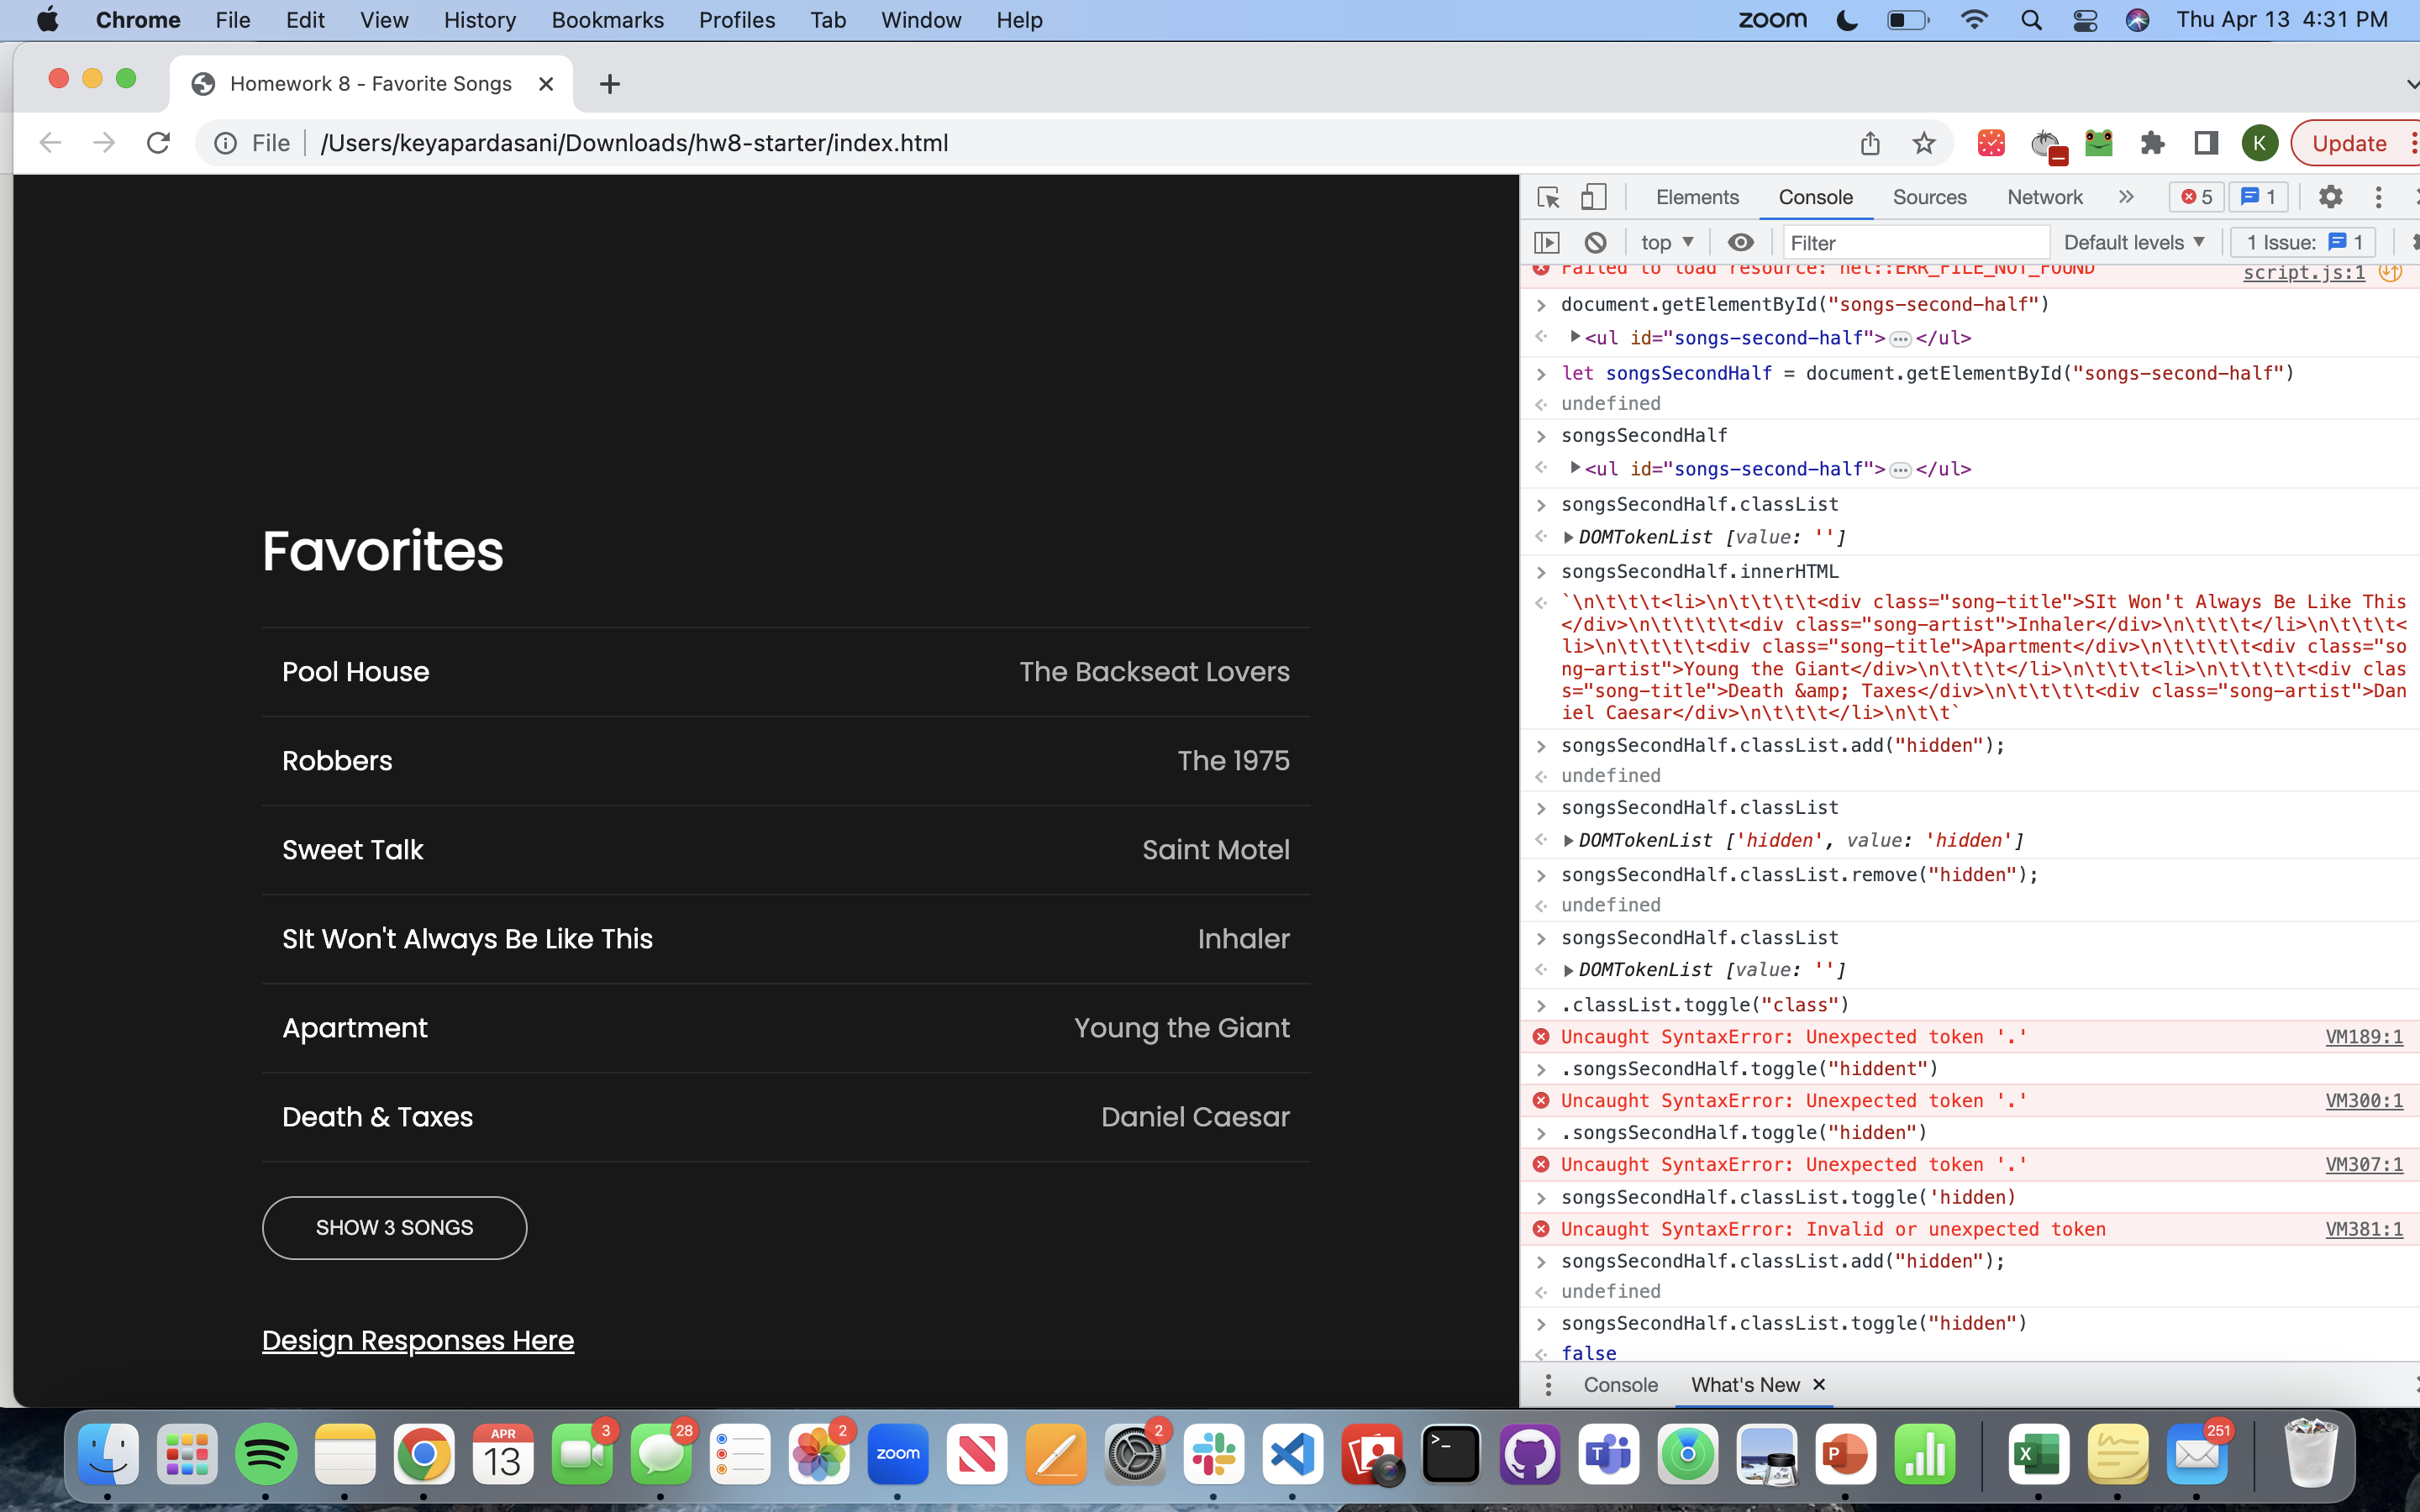 Chrome File Edit View History Bookmarks Profiles Tab Window Help zoom Thu Apr 13 4:31 PM
Homework 8 - Favorite Songs
File /Users/keyapardasani/Downloads/hw8-starter/index.html K Update
Elements Console Sources Network 5 1
top Filter Default levels 1 Issue: 1
Failed to load resource: net::ERR_FILE_NOT_FOUND script.js:1
document.getElementById("songs-second-half")
<ul id="songs-second-half">…</ul>
let songsSecondHalf = document.getElementById("songs-second-half")
undefined
songsSecondHalf
<ul id="songs-second-half">…</ul>
songsSecondHalf.classList
DOMTokenList [value: '']
songsSecondHalf.innerHTML
`\n\t\t\t<li>\n\t\t\t\t<div class="song-title">SIt Won't Always Be Like This
</div>\n\t\t\t\t<div class="song-artist">Inhaler</div>\n\t\t\t</li>\n\t\t\t<
li>\n\t\t\t\t<div class="song-title">Apartment</div>\n\t\t\t\t<div class="so
ng-artist">Young the Giant</div>\n\t\t\t</li>\n\t\t\t<li>\n\t\t\t\t<div clas
s="song-title">Death &amp; Taxes</div>\n\t\t\t\t<div class="song-artist">Dan
iel Caesar</div>\n\t\t\t</li>\n\t\t`
songsSecondHalf.classList.add("hidden");
undefined
songsSecondHalf.classList
DOMTokenList ['hidden', value: 'hidden']
songsSecondHalf.classList.remove("hidden");
undefined
songsSecondHalf.classList
DOMTokenList [value: '']
.classList.toggle("class")
Uncaught SyntaxError: Unexpected token '.' VM189:1
.songsSecondHalf.toggle("hiddent")
Uncaught SyntaxError: Unexpected token '.' VM300:1
.songsSecondHalf.toggle("hidden")
Uncaught SyntaxError: Unexpected token '.' VM307:1
songsSecondHalf.classList.toggle('hidden)
Uncaught SyntaxError: Invalid or unexpected token VM381:1
songsSecondHalf.classList.add("hidden");
undefined
songsSecondHalf.classList.toggle("hidden")
false
Console What's New
Favorites
Pool House The Backseat Lovers
Robbers The 1975
Sweet Talk Saint Motel
SIt Won't Always Be Like This Inhaler
Apartment Young the Giant
Death & Taxes Daniel Caesar
SHOW 3 SONGS
Design Responses Here
APR 13 3 28 2 zoom 2 >_ T P X 251